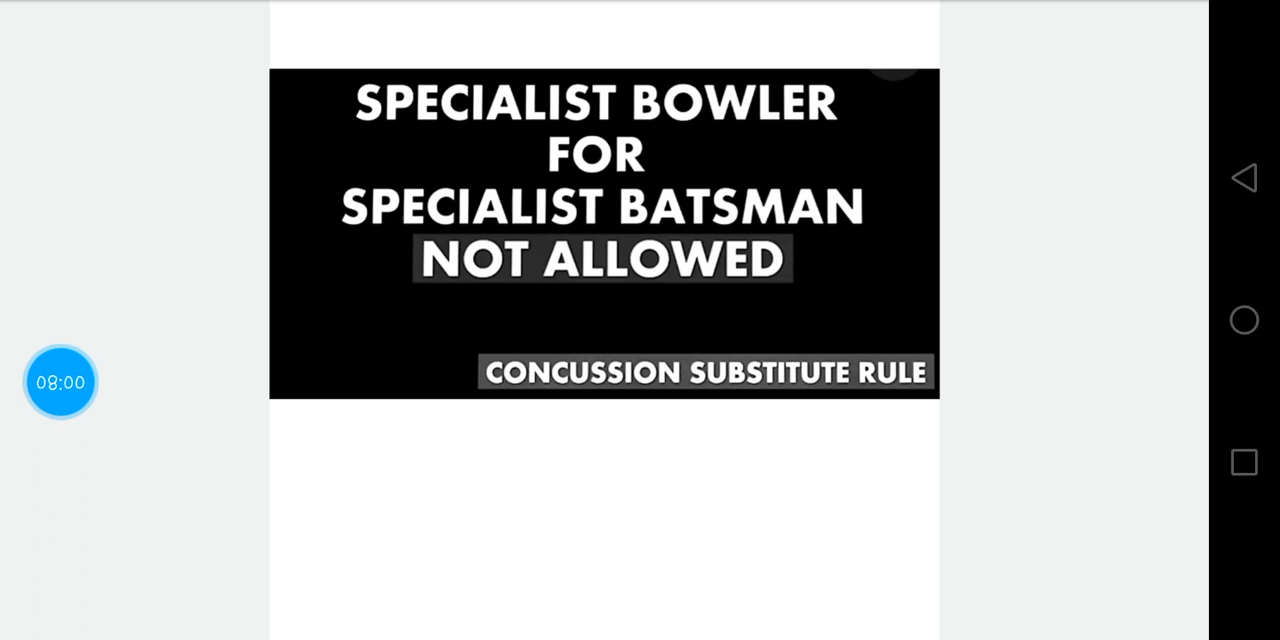 SPECIALIST BOWLER
FOR
SPECIALIST BATSMAN
NOT ALLOWED
CONCUSSION SUBSTITUTE RULE
08:00